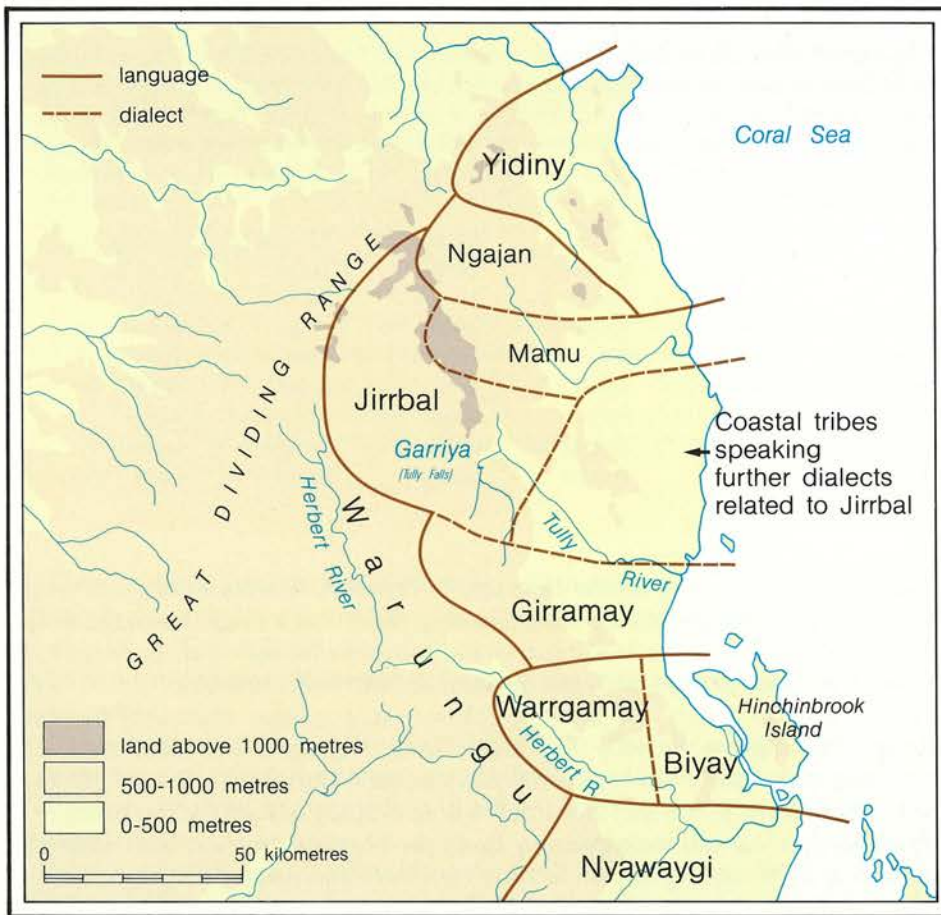 language
dialect
Coral Sea
Yidiny
Ngajan
Mamu
Jirrbal
Garriya
(Tully Falls)
Coastal tribes
speaking
further dialects
related to Jirrbal
GREAT DIVIDING RANGE
Herbert River
Warungu
Tully River
Girramay
Warrgamay
Herbert R
Biyay
Hinchinbrook
Island
Nyawaygi
land above 1000 metres
500-1000 metres
0-500 metres
0 50 kilometres